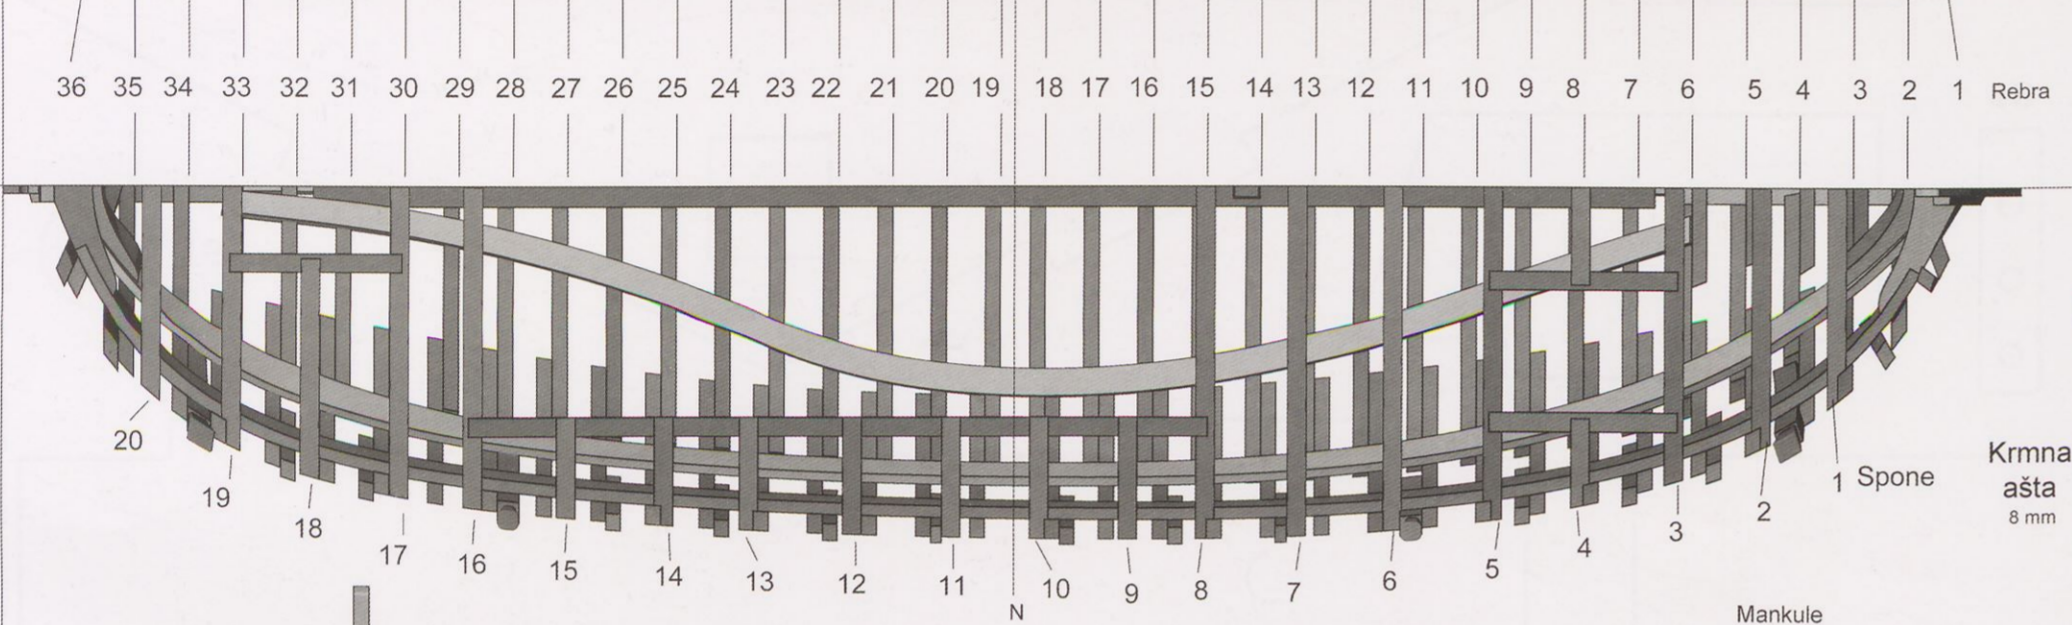 36 35 34 33 32 31 30 29 28 27 26 25 24 23 22 21 20 19 18 17 16 15 14 13 12 11 10 9 8 7 6 5 4 3 2 1 Rebra
20 19 18 17 16 15 14 13 12 11 10 9 8 7 6 5 4 3 2 1 Spone
Krmna
ašta
8 mm
N
Mankule